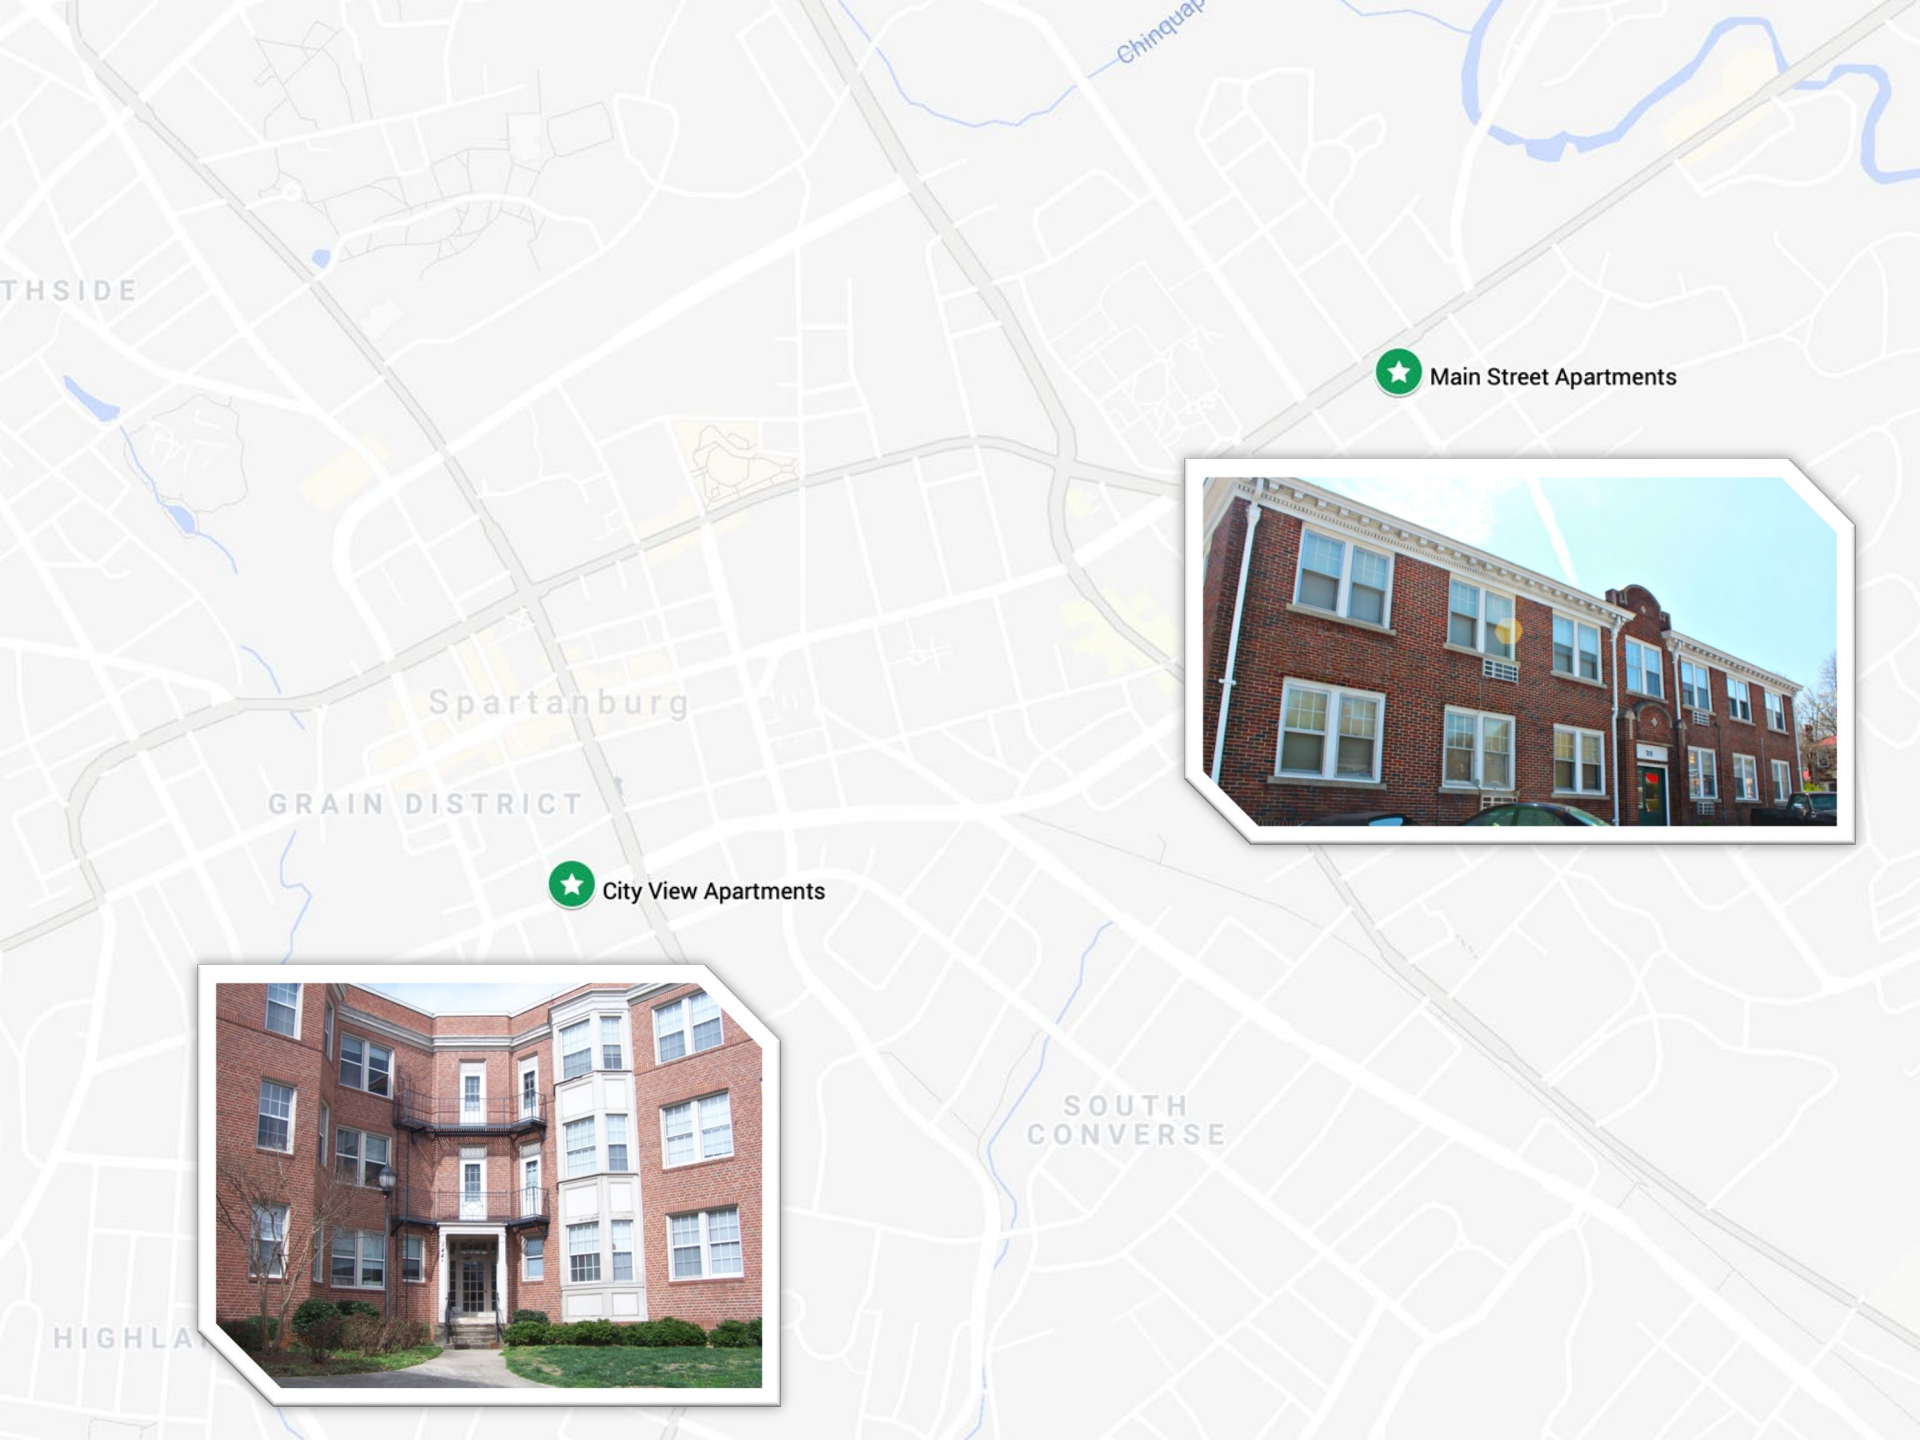 Chinquap
THSIDE
Main Street Apartments
Spartanburg
GRAIN DISTRICT
City View Apartments
SOUTH
CONVERSE
HIGHLA